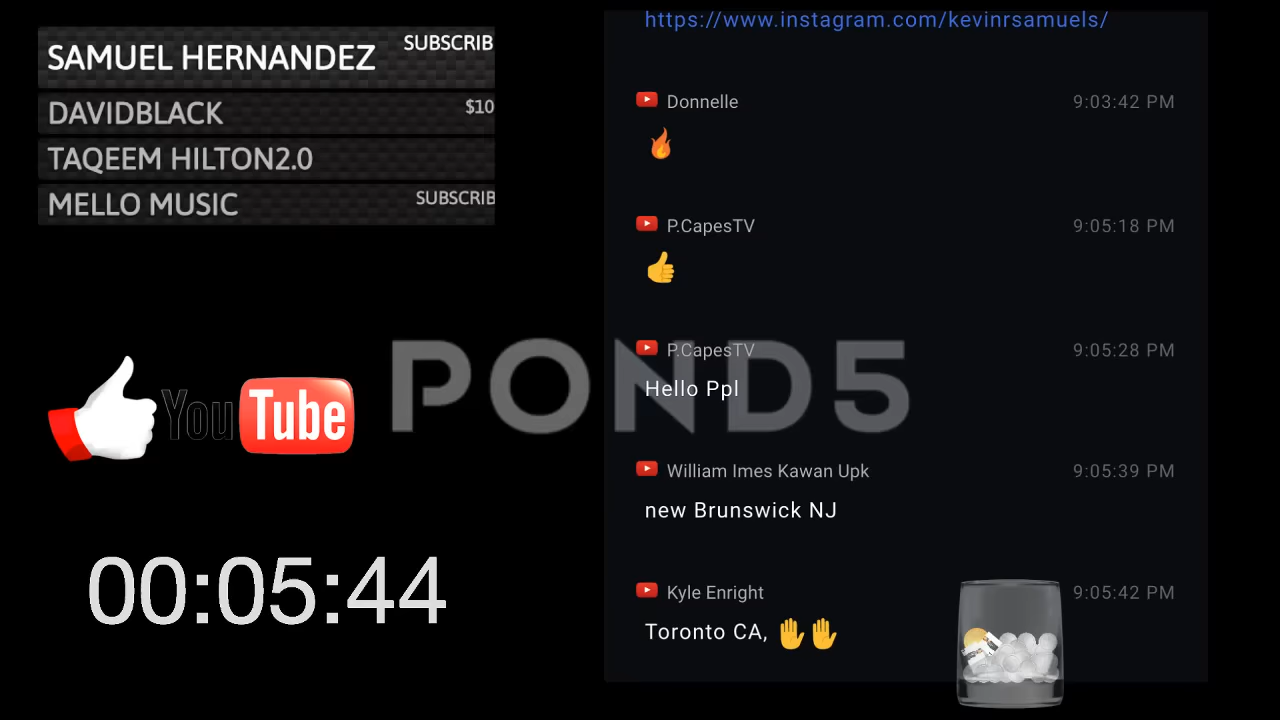 SAMUEL HERNANDEZ SUBSCRIB
DAVIDBLACK $10
TAQEEM HILTON2.0
MELLO MUSIC SUBSCRIB
YouTube
00:05:44
https://www.instagram.com/kevinrsamuels/
Donnelle 9:03:42 PM
🔥
P.CapesTV 9:05:18 PM
👍
P.CapesTV 9:05:28 PM
Hello Ppl
William Imes Kawan Upk 9:05:39 PM
new Brunswick NJ
Kyle Enright 9:05:42 PM
Toronto CA, ✋✋
POND5